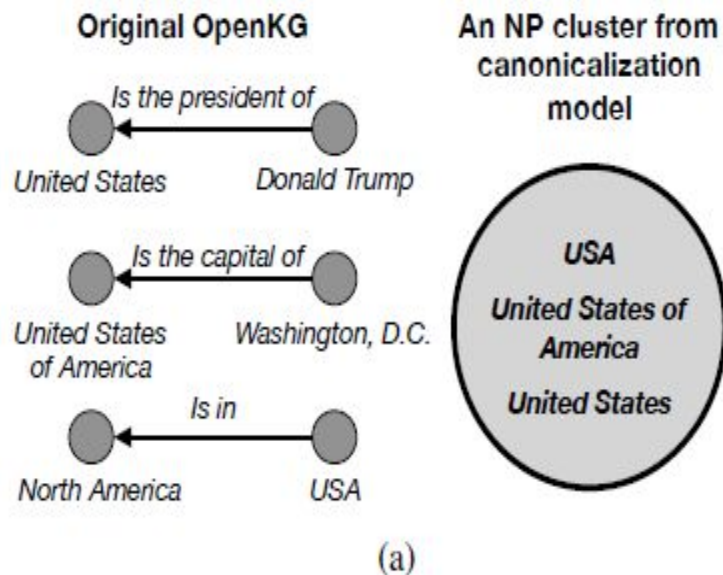 Original OpenKG
An NP cluster from
canonicalization
model
Is the president of
United States
Donald Trump
Is the capital of
United States
of America
Washington, D.C.
Is in
North America
USA
USA
United States of
America
United States
(a)